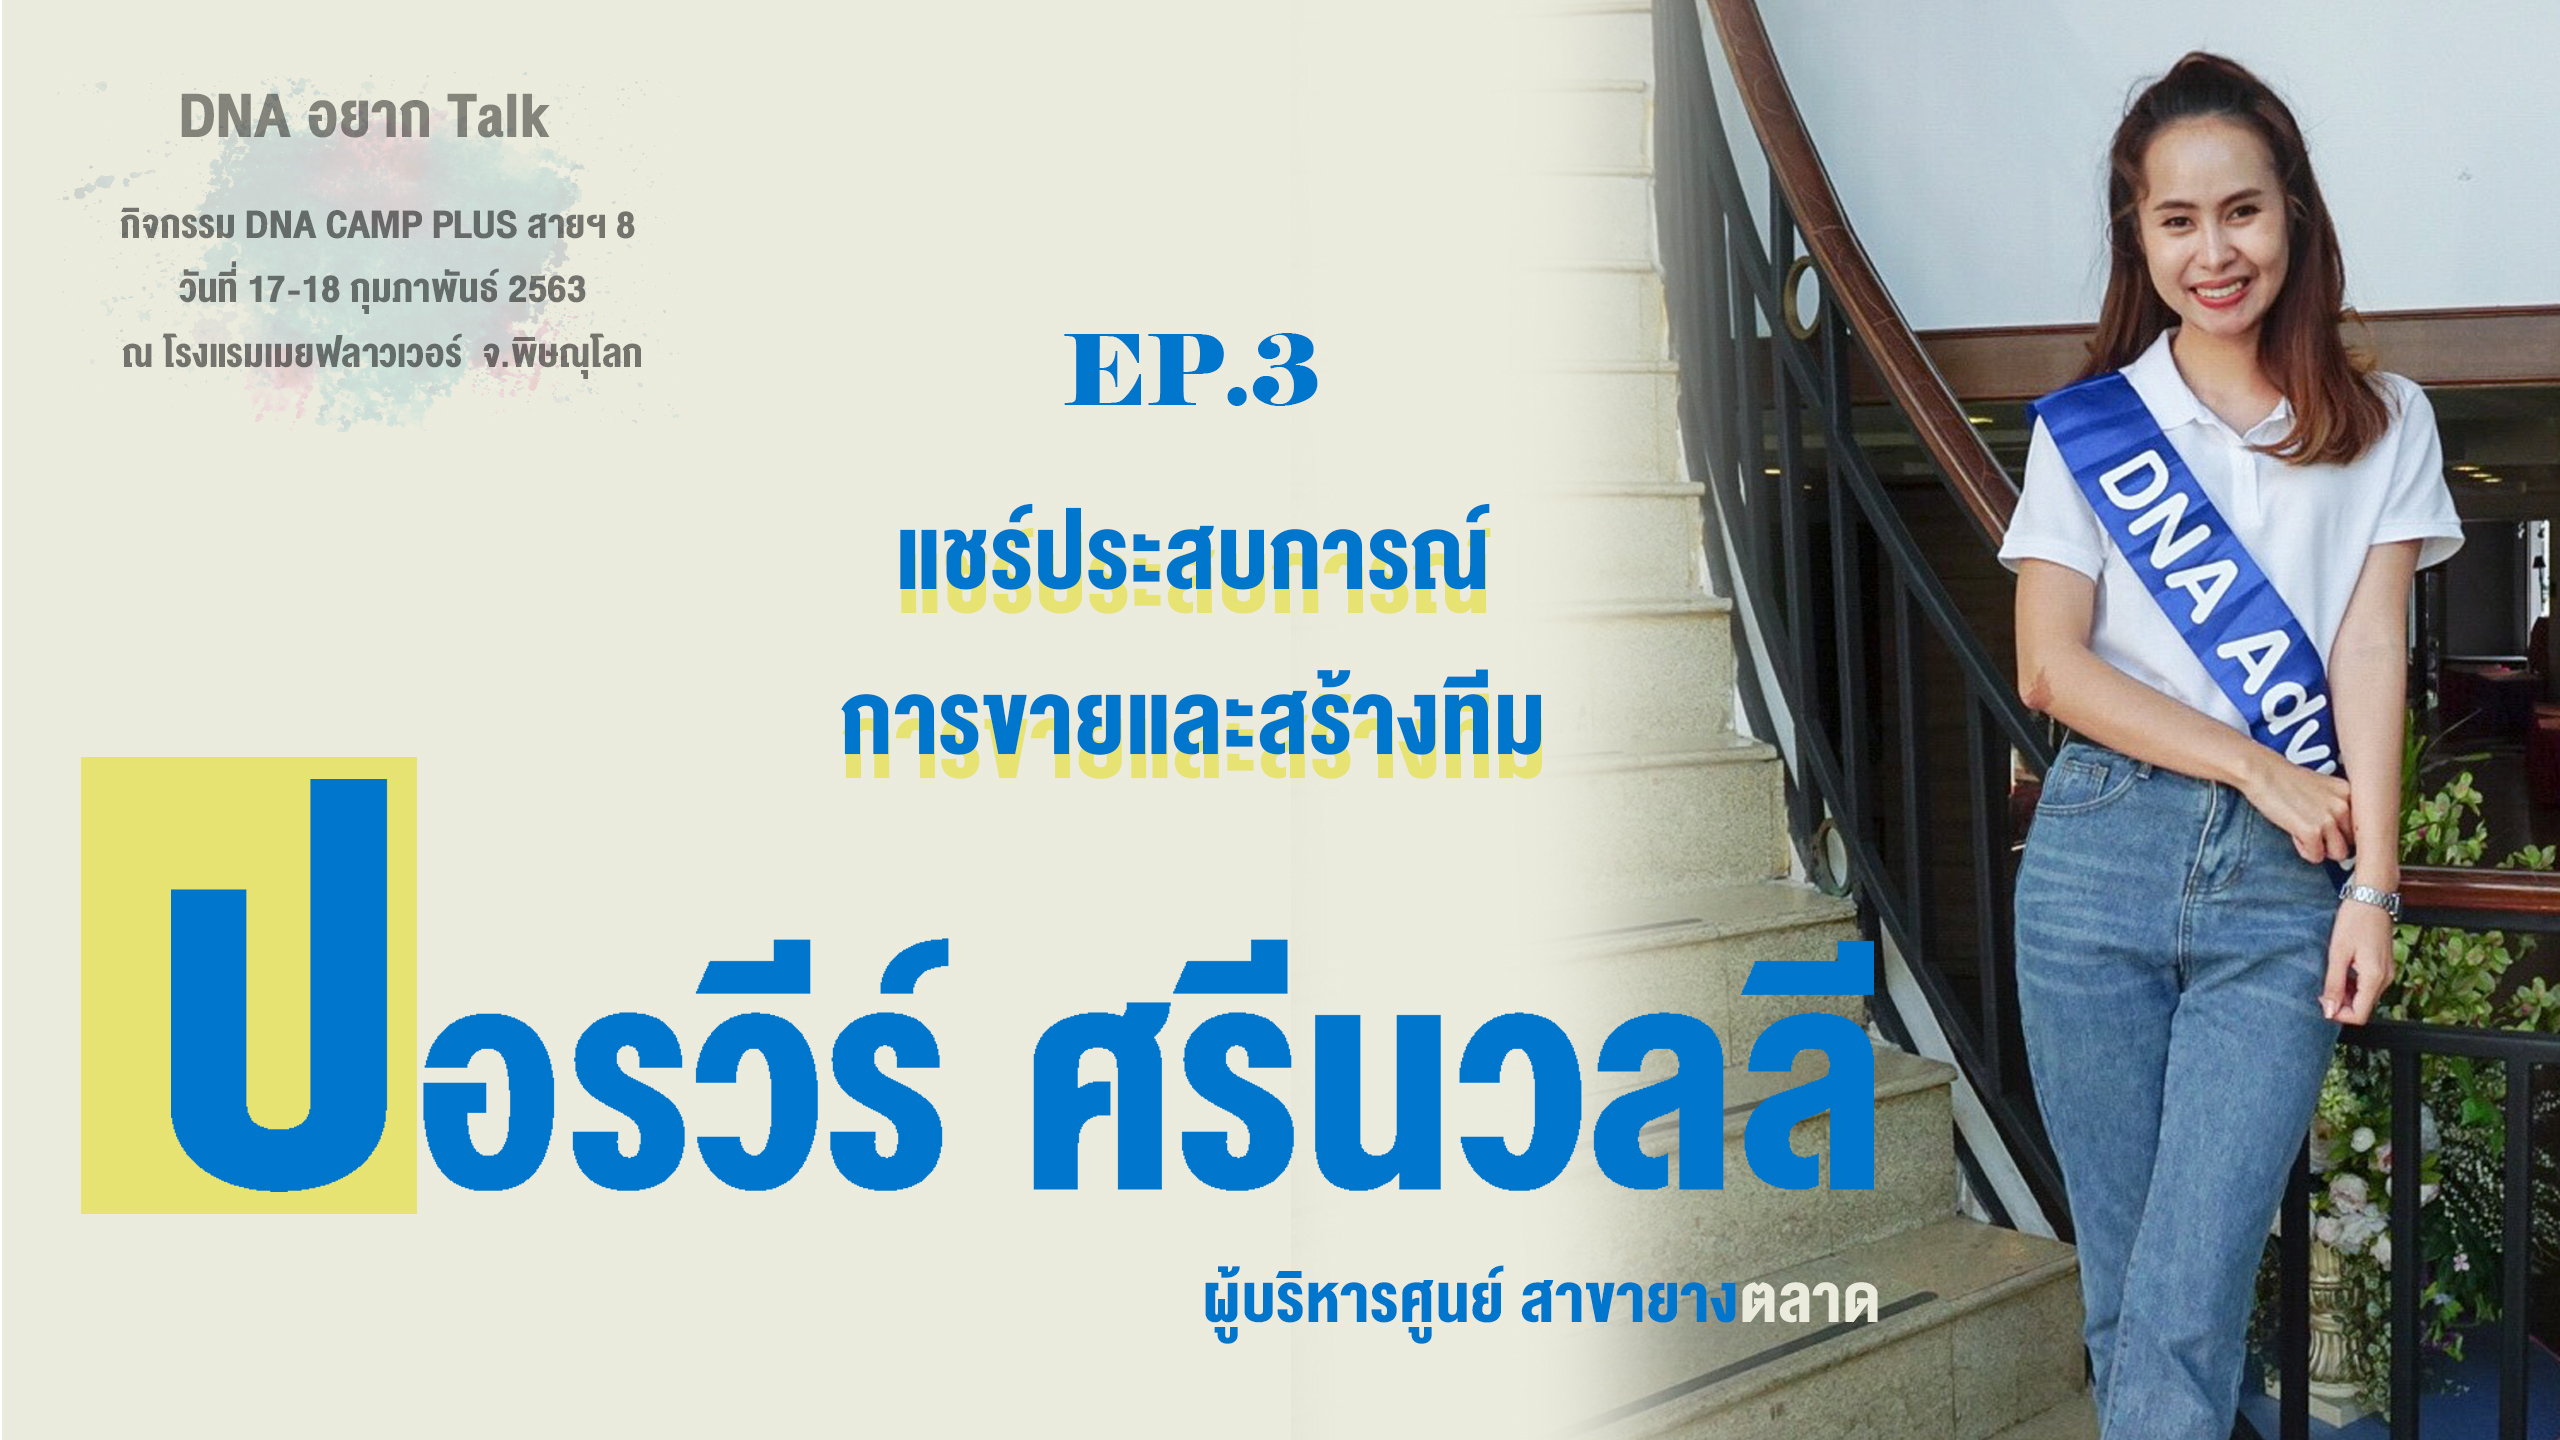 DNA อยาก Talk
กิจกรรม DNA CAMP PLUS สายฯ 8
วันที่ 17-18 กุมภาพันธ์ 2563
ณ โรงแรมเมยฟลาวเวอร์ จ.พิษณุโลก
EP.3
แชร์ประสบการณ์
การขายและสร้างทีม
ปอรวีร์ ศรีนวลลี
ผู้บริหารศูนย์ สาขายางตลาด
DNA